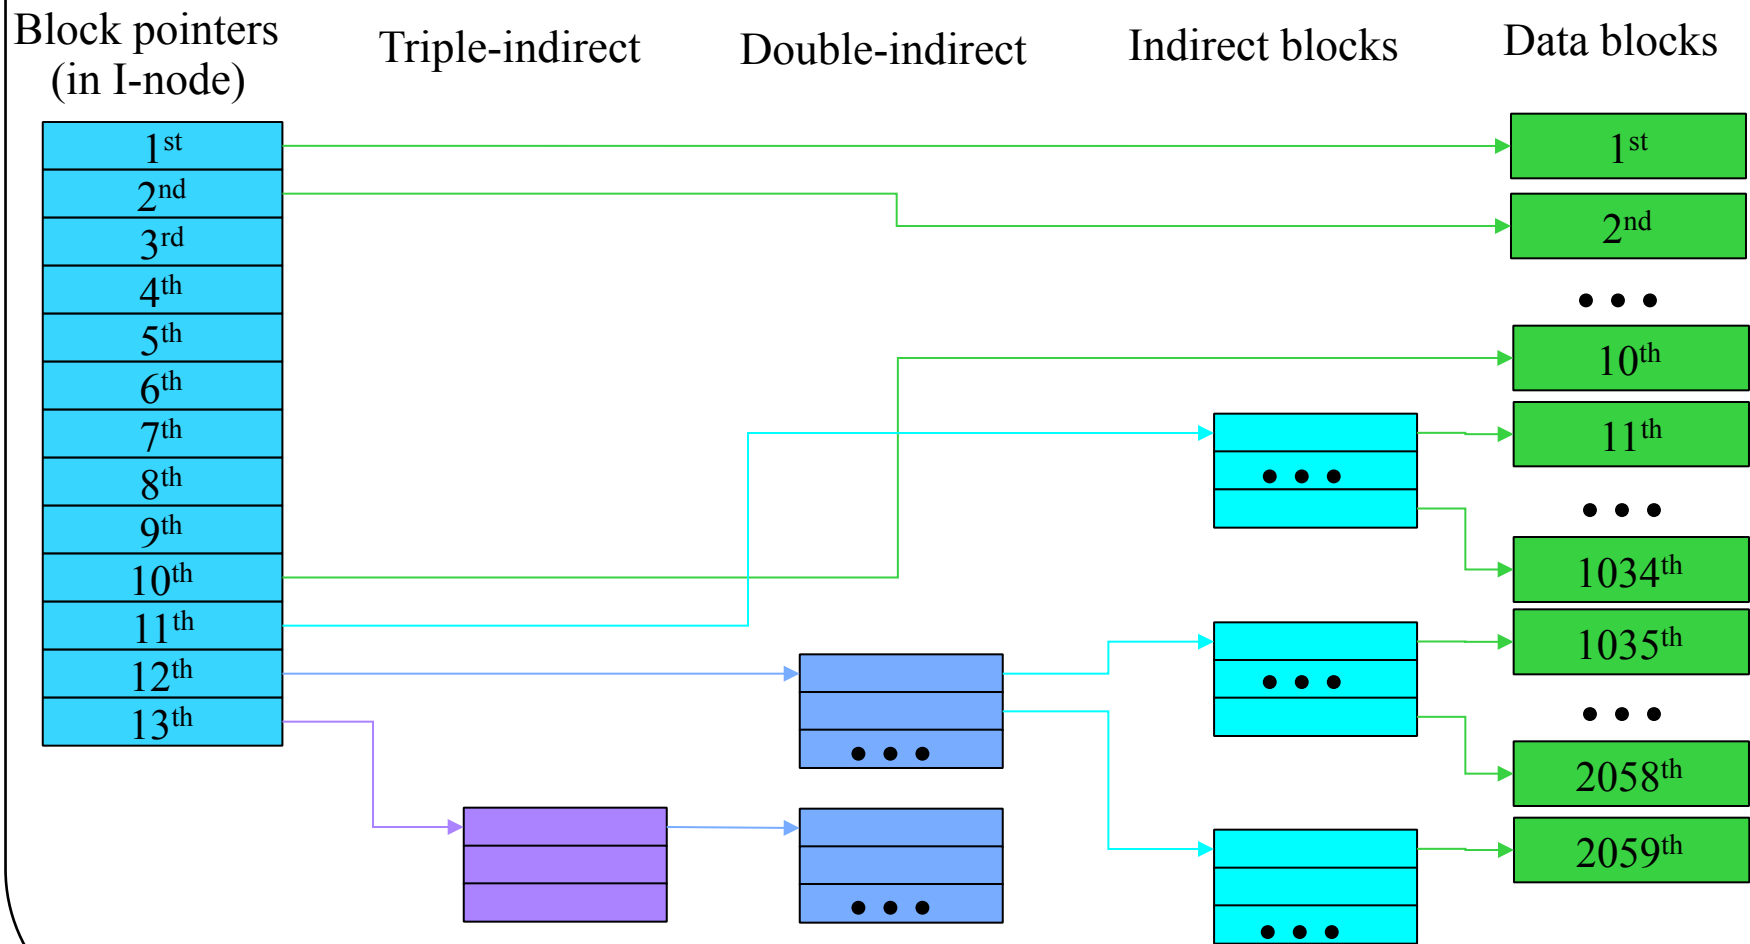 Block pointers
(in I-node)
Triple-indirect
Double-indirect
Indirect blocks
Data blocks
1st
2nd
3rd
4th
5th
6th
7th
8th
9th
10th
11th
12th
13th
• • •
• • •
• • •
• • •
• • •
1st
2nd
• • •
10th
11th
• • •
1034th
1035th
• • •
2058th
2059th